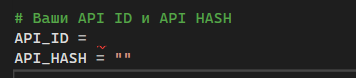 # Ваши API ID и API HASH
API_ID =
API_HASH = ""